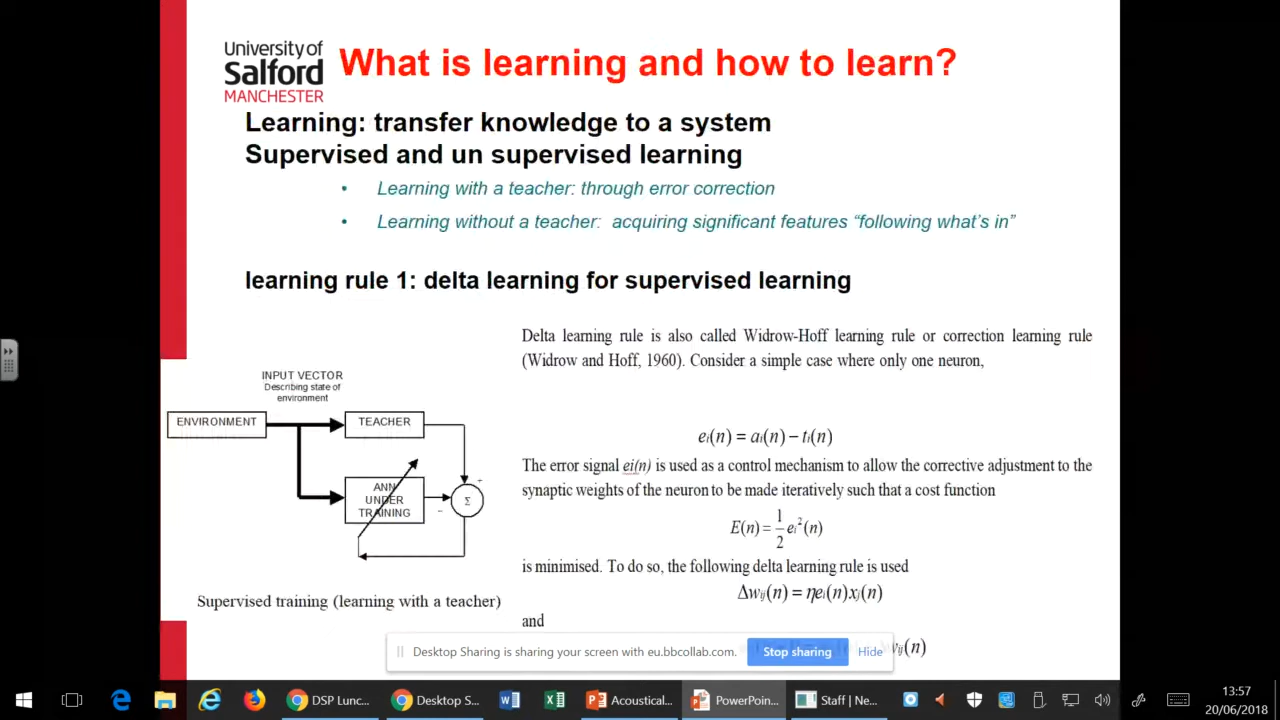 University of
Salford
MANCHESTER
What is learning and how to learn?
Learning: transfer knowledge to a system
Supervised and un supervised learning
• Learning with a teacher: through error correction
• Learning without a teacher: acquiring significant features “following what’s in”
learning rule 1: delta learning for supervised learning
Delta learning rule is also called Widrow-Hoff learning rule or correction learning rule
(Widrow and Hoff, 1960). Consider a simple case where only one neuron,
eᵢ(n) = aᵢ(n) − tᵢ(n)
The error signal ei(n) is used as a control mechanism to allow the corrective adjustment to the
synaptic weights of the neuron to be made iteratively such that a cost function
E(n) = 1/2 eᵢ²(n)
is minimised. To do so, the following delta learning rule is used
Δwᵢⱼ(n) = ηeᵢ(n)xⱼ(n)
and
wᵢⱼ(n)
INPUT VECTOR
Describing state of
environment
ENVIRONMENT
TEACHER
ANN
UNDER
TRAINING
+
Σ
−
Supervised training (learning with a teacher)
Desktop Sharing is sharing your screen with eu.bbcollab.com.
Stop sharing
Hide
DSP Lunc...
Desktop S...
Acoustical...
PowerPoin...
Staff | Ne...
13:57
20/06/2018